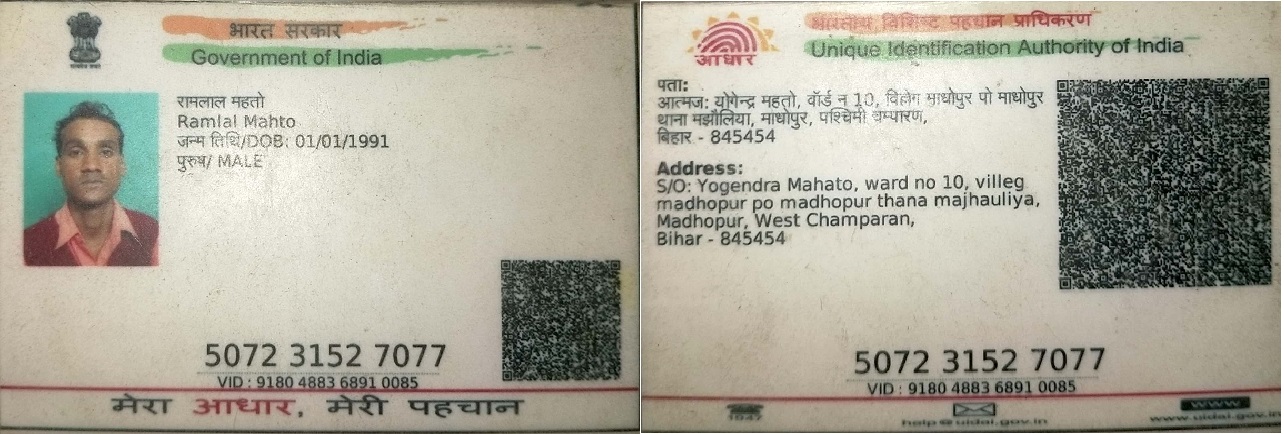 भारत सरकार
Government of India
रामलाल महतो
Ramlal Mahto
जन्म तिथि/DOB: 01/01/1991
पुरुष/ MALE
5072 3152 7077
VID : 9180 4883 6891 0085
मेरा आधार, मेरी पहचान
भारतीय विशिष्ट पहचान प्राधिकरण
Unique Identification Authority of India
आधार
पता:
आत्मज: योगेन्द्र महतो, वॉर्ड न 10, विलेग माधोपुर पो माधोपुर
थाना मझौलिया, माधोपुर, पश्चिमी चम्पारण,
बिहार - 845454
Address:
S/O: Yogendra Mahato, ward no 10, villeg
madhopur po madhopur thana majhauliya,
Madhopur, West Champaran,
Bihar - 845454
5072 3152 7077
VID : 9180 4883 6891 0085
1947
help@uidai.gov.in
WWW
www.uidai.gov.in